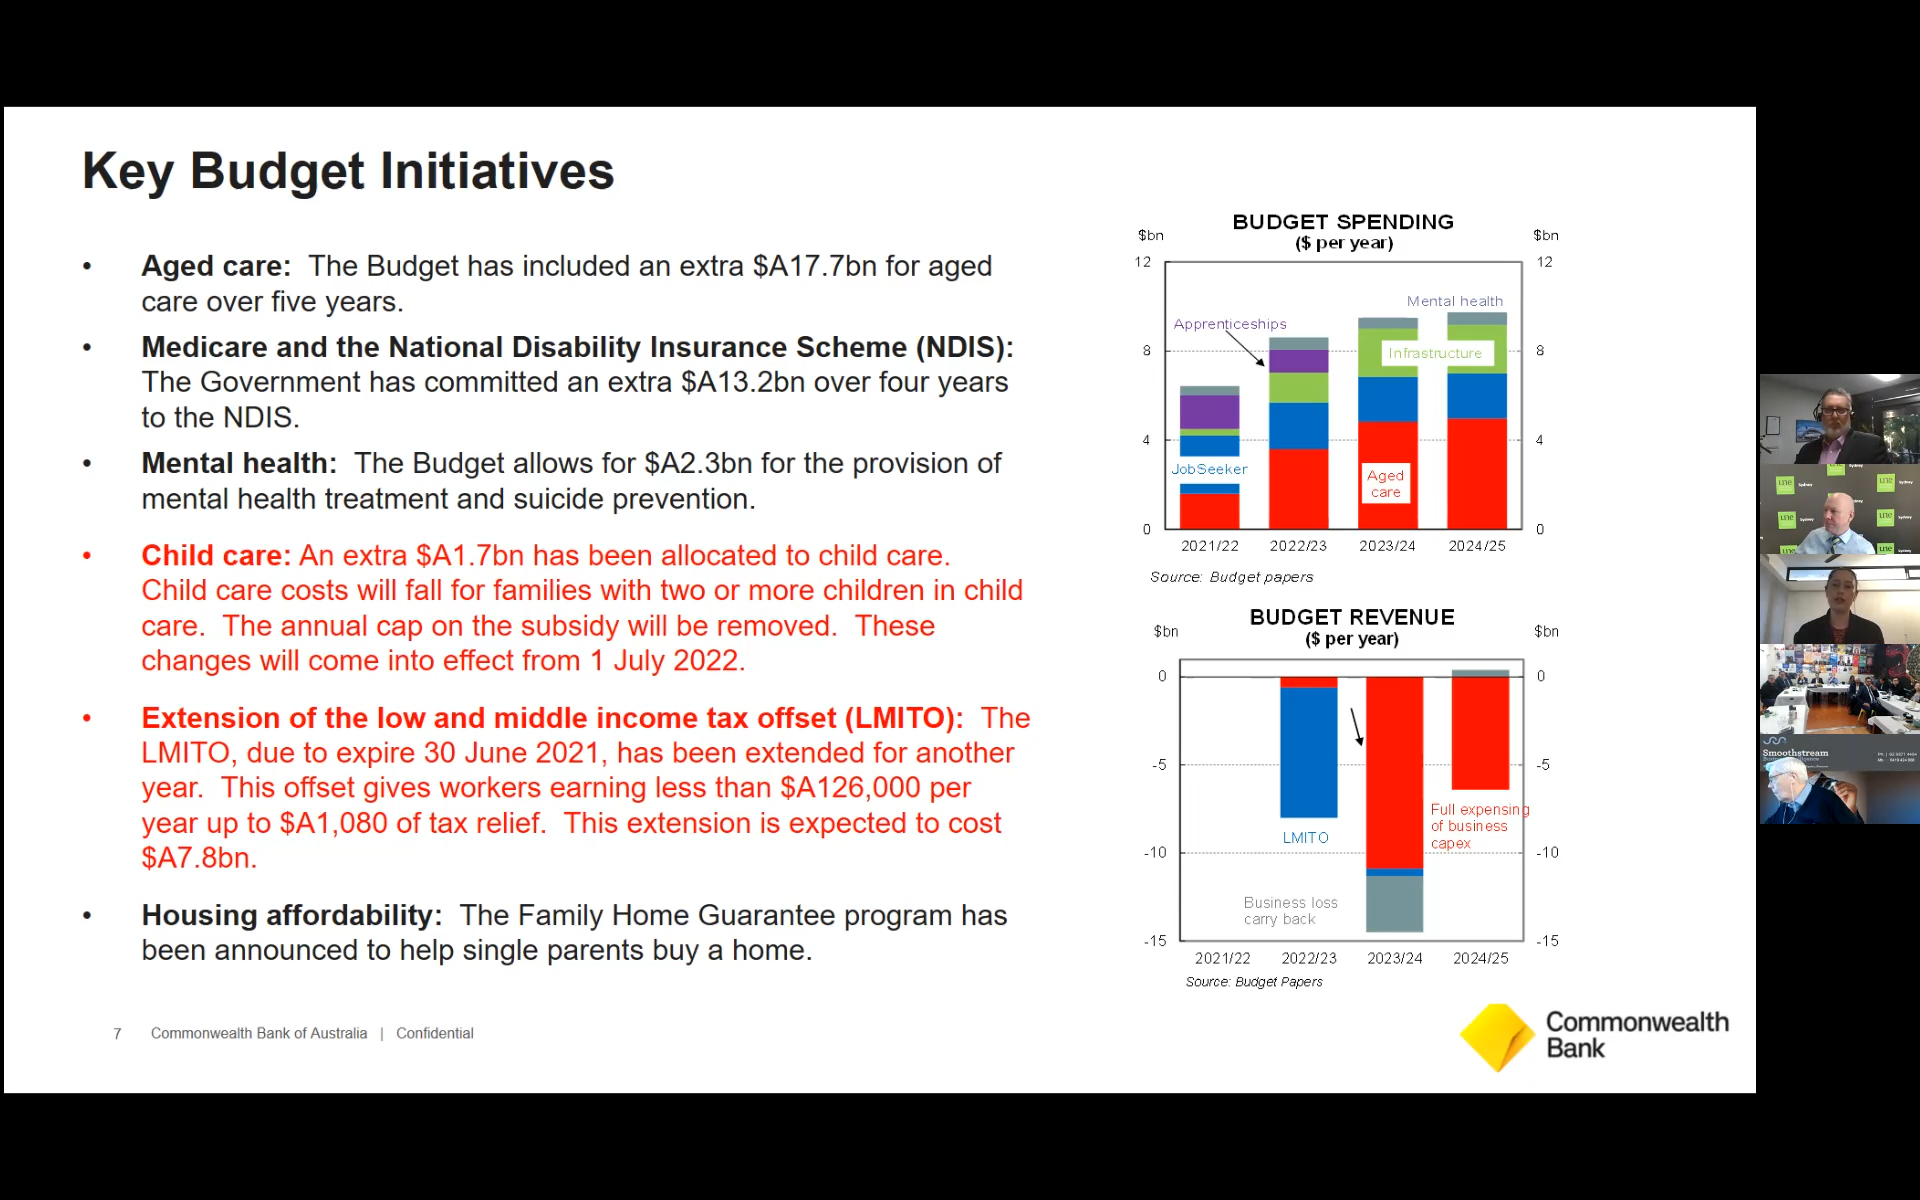 Key Budget Initiatives
• Aged care: The Budget has included an extra $A17.7bn for aged
care over five years.
• Medicare and the National Disability Insurance Scheme (NDIS):
The Government has committed an extra $A13.2bn over four years
to the NDIS.
• Mental health: The Budget allows for $A2.3bn for the provision of
mental health treatment and suicide prevention.
• Child care: An extra $A1.7bn has been allocated to child care.
Child care costs will fall for families with two or more children in child
care. The annual cap on the subsidy will be removed. These
changes will come into effect from 1 July 2022.
• Extension of the low and middle income tax offset (LMITO): The
LMITO, due to expire 30 June 2021, has been extended for another
year. This offset gives workers earning less than $A126,000 per
year up to $A1,080 of tax relief. This extension is expected to cost
$A7.8bn.
• Housing affordability: The Family Home Guarantee program has
been announced to help single parents buy a home.
7 Commonwealth Bank of Australia | Confidential
BUDGET SPENDING
($ per year)
$bn $bn
12 12
Mental health
Apprenticeships
8 Infrastructure 8
4 4
JobSeeker
Aged
care
0 0
2021/22 2022/23 2023/24 2024/25
Source: Budget papers
BUDGET REVENUE
($ per year)
$bn $bn
0 0
-5 -5
Full expensing
of business
capex
LMITO
-10 -10
Business loss
carry back
-15 -15
2021/22 2022/23 2023/24 2024/25
Source: Budget Papers
Commonwealth
Bank
une Sydney
une Sydney
une Sydney
une Sydney
une
une
Smoothstream